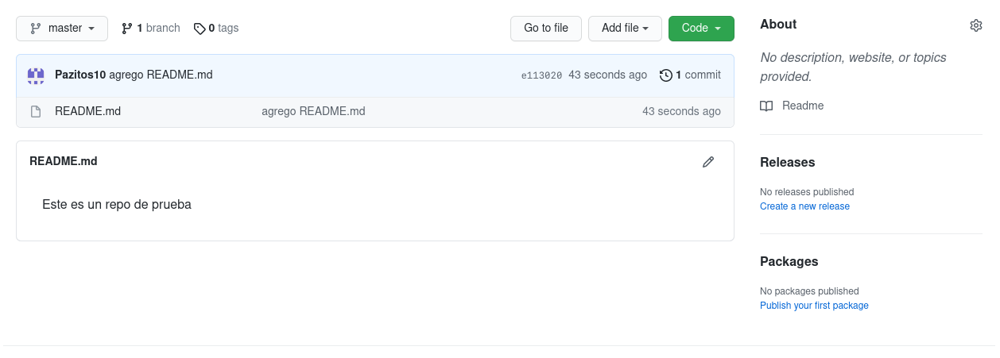 master 1 branch 0 tags Go to file Add file Code
Pazitos10 agrego README.md e113020 43 seconds ago 1 commit
README.md agrego README.md 43 seconds ago
README.md
Este es un repo de prueba
About
No description, website, or topics
provided.
Readme
Releases
No releases published
Create a new release
Packages
No packages published
Publish your first package